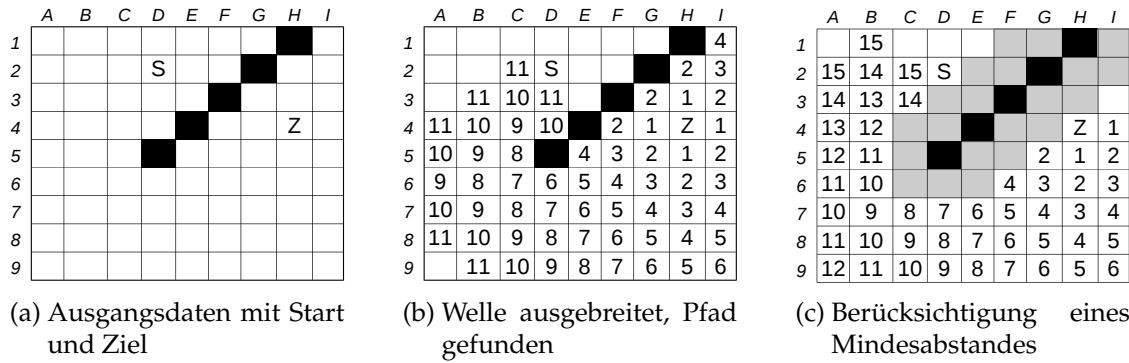 A B C D E F G H I
1
2 S
3
4 Z
5
6
7
8
9
(a) Ausgangsdaten mit Start
und Ziel
A B C D E F G H I
1 4
2 11 S 2 3
3 11 10 11 2 1 2
4 11 10 9 10 2 1 Z 1
5 10 9 8 4 3 2 1 2
6 9 8 7 6 5 4 3 2 3
7 10 9 8 7 6 5 4 3 4
8 11 10 9 8 7 6 5 4 5
9 11 10 9 8 7 6 5 6
(b) Welle ausgebreitet, Pfad
gefunden
A B C D E F G H I
1 15
2 15 14 15 S
3 14 13 14
4 13 12 Z 1
5 12 11 2 1 2
6 11 10 4 3 2 3
7 10 9 8 7 6 5 4 3 4
8 11 10 9 8 7 6 5 4 5
9 12 11 10 9 8 7 6 5 6
(c) Berücksichtigung eines
Mindesabstandes